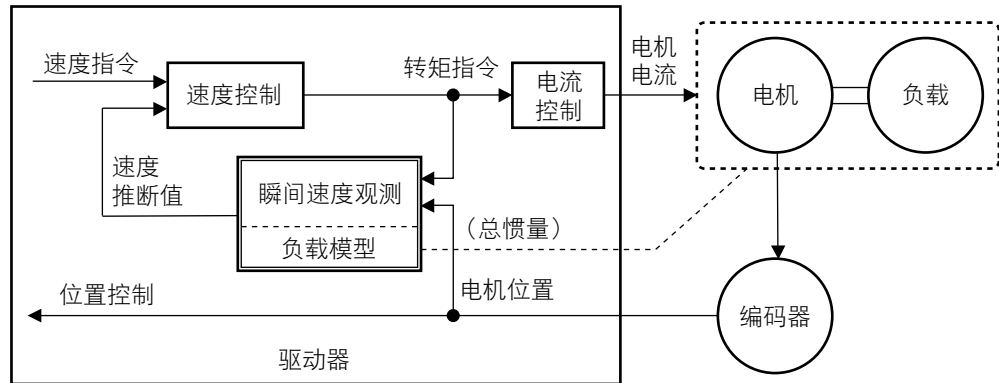 速度指令
速度控制
转矩指令
电流
控制
电机
电流
电机
负载
速度
推断值
瞬间速度观测
负载模型
（总惯量）
位置控制
电机位置
编码器
驱动器